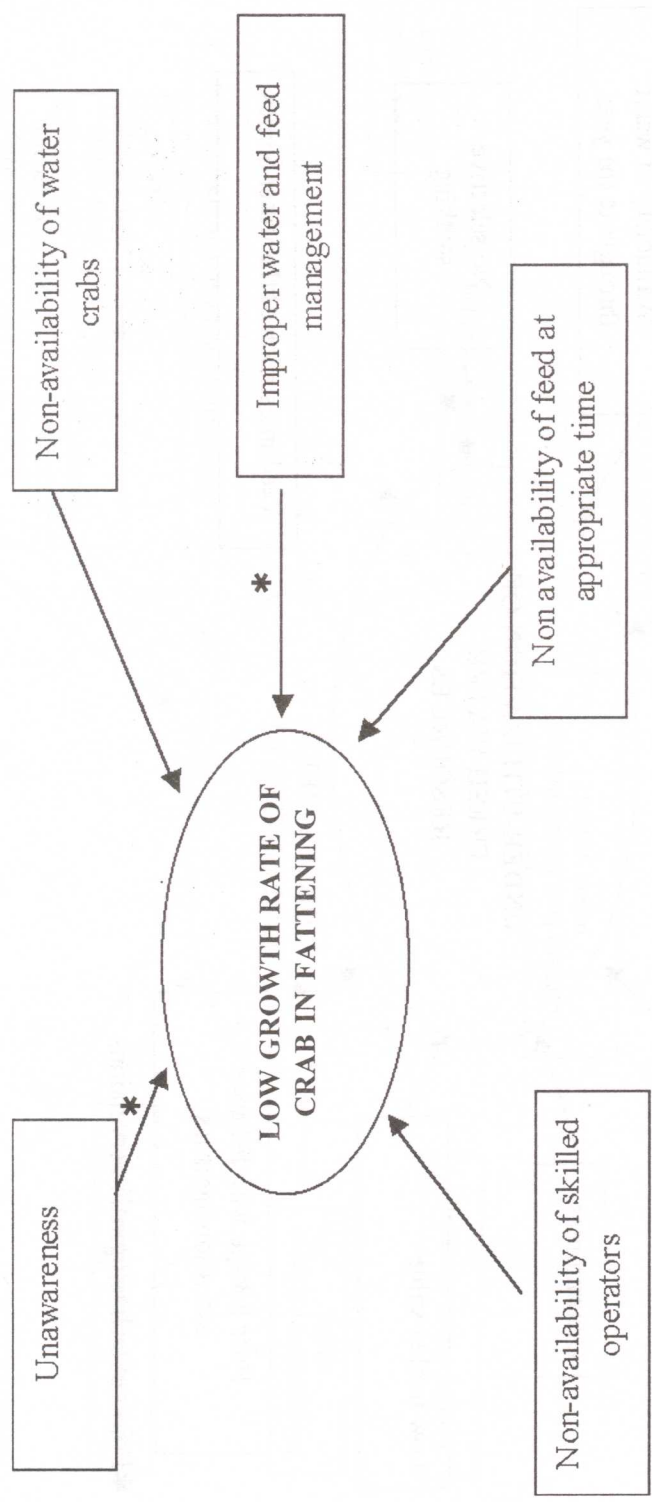 Unawareness
*
Non-availability of water
crabs
LOW GROWTH RATE OF
CRAB IN FATTENING
*
Improper water and feed
management
Non-availability of skilled
operators
Non availability of feed at
appropriate time